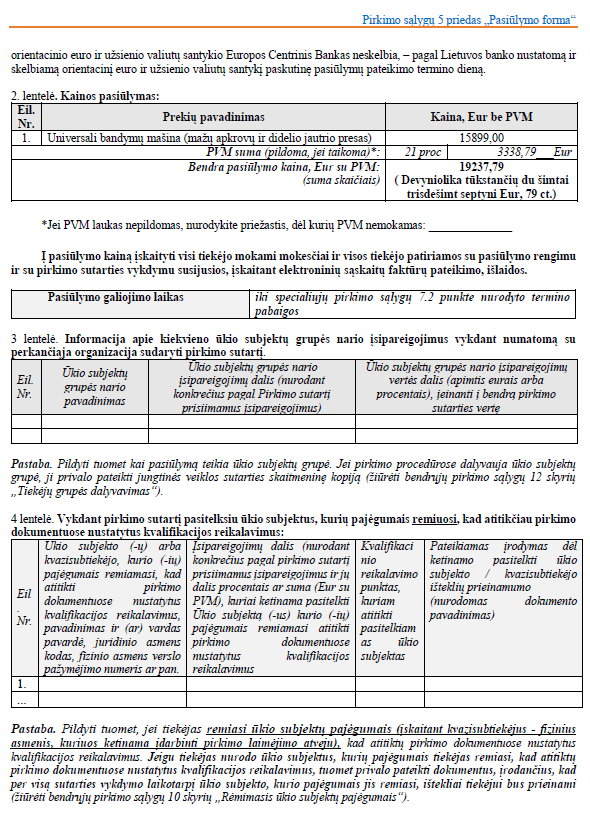 Pirkimo sąlygų 5 priedas „Pasiūlymo forma“
orientacinio euro ir užsienio valiutų santykio Europos Centrinis Bankas neskelbia, – pagal Lietuvos banko nustatomą ir
skelbiamą orientacinį euro ir užsienio valiutų santykį paskutinę pasiūlymų pateikimo termino dieną.
2. lentelė. Kainos pasiūlymas:
Eil. Nr. Prekių pavadinimas Kaina, Eur be PVM
1. Universali bandymų mašina (mažų apkrovų ir didelio jautrio presas) 15899,00
PVM suma (pildoma, jei taikoma)*: 21 proc 3338,79___Eur
Bendra pasiūlymo kaina, Eur su PVM: 19237,79
(suma skaičiais) ( Devyniolika tūkstančių du šimtai
trisdešimt septyni Eur, 79 ct.)
*Jei PVM laukas nepildomas, nurodykite priežastis, dėl kurių PVM nemokamas: _______________
Į pasiūlymo kainą įskaityti visi tiekėjo mokami mokesčiai ir visos tiekėjo patiriamos su pasiūlymo rengimu
ir su pirkimo sutarties vykdymu susijusios, įskaitant elektroninių sąskaitų faktūrų pateikimo, išlaidos.
Pasiūlymo galiojimo laikas iki specialiųjų pirkimo sąlygų 7.2 punkte nurodyto termino
pabaigos
3 lentelė. Informacija apie kiekvieno ūkio subjektų grupės nario įsipareigojimus vykdant numatomą su
perkančiąja organizacija sudaryti pirkimo sutartį.
Eil.
Nr.
Ūkio subjektų
grupės nario
pavadinimas
Ūkio subjektų grupės nario
įsipareigojimų dalis (nurodant
konkrečius pagal Pirkimo sutartį
prisiimamus įsipareigojimus)
Ūkio subjektų grupės nario įsipareigojimų
vertės dalis (apimtis eurais arba
procentais), įeinanti į bendrą pirkimo
sutarties vertę
Pastaba. Pildyti tuomet kai pasiūlymą teikia ūkio subjektų grupė. Jei pirkimo procedūrose dalyvauja ūkio subjektų
grupė, ji privalo pateikti jungtinės veiklos sutarties skaitmeninę kopiją (žiūrėti bendrųjų pirkimo sąlygų 12 skyrių
„Tiekėjų grupės dalyvavimas“).
4 lentelė. Vykdant pirkimo sutartį pasitelksiu ūkio subjektus, kurių pajėgumais remiuosi, kad atitikčiau pirkimo
dokumentuose nustatytus kvalifikacijos reikalavimus:
Eil
.
Nr.
Ūkio subjekto (-ų) arba
kvazisubtiekėjo, kurio (-ių)
pajėgumais remiamasi, kad
atitikti pirkimo
dokumentuose nustatytus
kvalifikacijos reikalavimus,
pavadinimas ir (ar) vardas
pavardė, juridinio asmens
kodas, fizinio asmens verslo
pažymėjimo numeris ar pan.
Įsipareigojimų dalis (nurodant
konkrečius pagal pirkimo sutartį
prisiimamus įsipareigojimus ir jų
dalis procentais ar suma (Eur su
PVM), kuriai ketinama pasitelkti
Ūkio subjektą (-us) kurio (-ių)
pajėgumais remiamasi atitikti
pirkimo dokumentuose
nustatytus kvalifikacijos
reikalavimus
Kvalifikaci
nio
reikalavimo
punktas,
kuriam
atitikti
pasitelkiam
as ūkio
subjektas
Pateikiamas įrodymas dėl
ketinamo pasitelkti ūkio
subjekto / kvazisubtiekėjo
išteklių prieinamumo
(nurodomas dokumento
pavadinimas)
1.
...
Pastaba. Pildyti tuomet, jei tiekėjas remiasi ūkio subjektų pajėgumais (įskaitant kvazisubtiekėjus - fizinius
asmenis, kuriuos ketinama įdarbinti pirkimo laimėjimo atveju), kad atitiktų pirkimo dokumentuose nustatytus
kvalifikacijos reikalavimus. Jeigu tiekėjas nurodo ūkio subjektus, kurių pajėgumais tiekėjas remiasi, kad atitiktų
pirkimo dokumentuose nustatytus kvalifikacijos reikalavimus, tuomet privalo pateikti dokumentus, įrodančius, kad
per visą sutarties vykdymo laikotarpį ūkio subjekto, kurio pajėgumais jis remiasi, ištekliai tiekėjui bus prieinami
(žiūrėti bendrųjų pirkimo sąlygų 10 skyrių „Rėmimasis ūkio subjektų pajėgumais“).